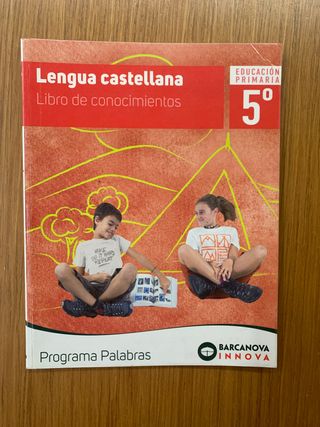 Lengua castellana
Libro de conocimientos
EDUCACIÓN
PRIMARIA
5º
Programa Palabras
BARCANOVA
INNOVA